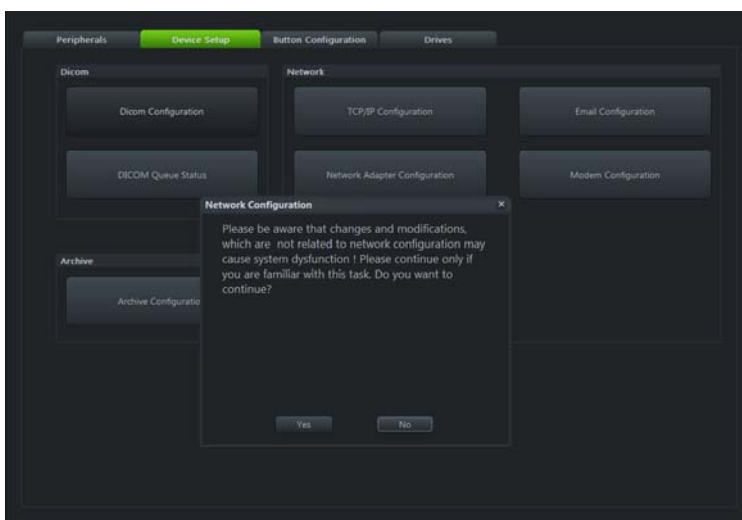 Peripherals Device Setup Button Configuration Drives
Dicom Network
Dicom Configuration TCP/IP Configuration Email Configuration
DICOM Queue Status Network Adapter Configuration Modem Configuration
Network Configuration x
Please be aware that changes and modifications,
which are not related to network configuration may
cause system dysfunction ! Please continue only if
you are familiar with this task. Do you want to
continue?
Archive
Archive Configuratio
Yes No